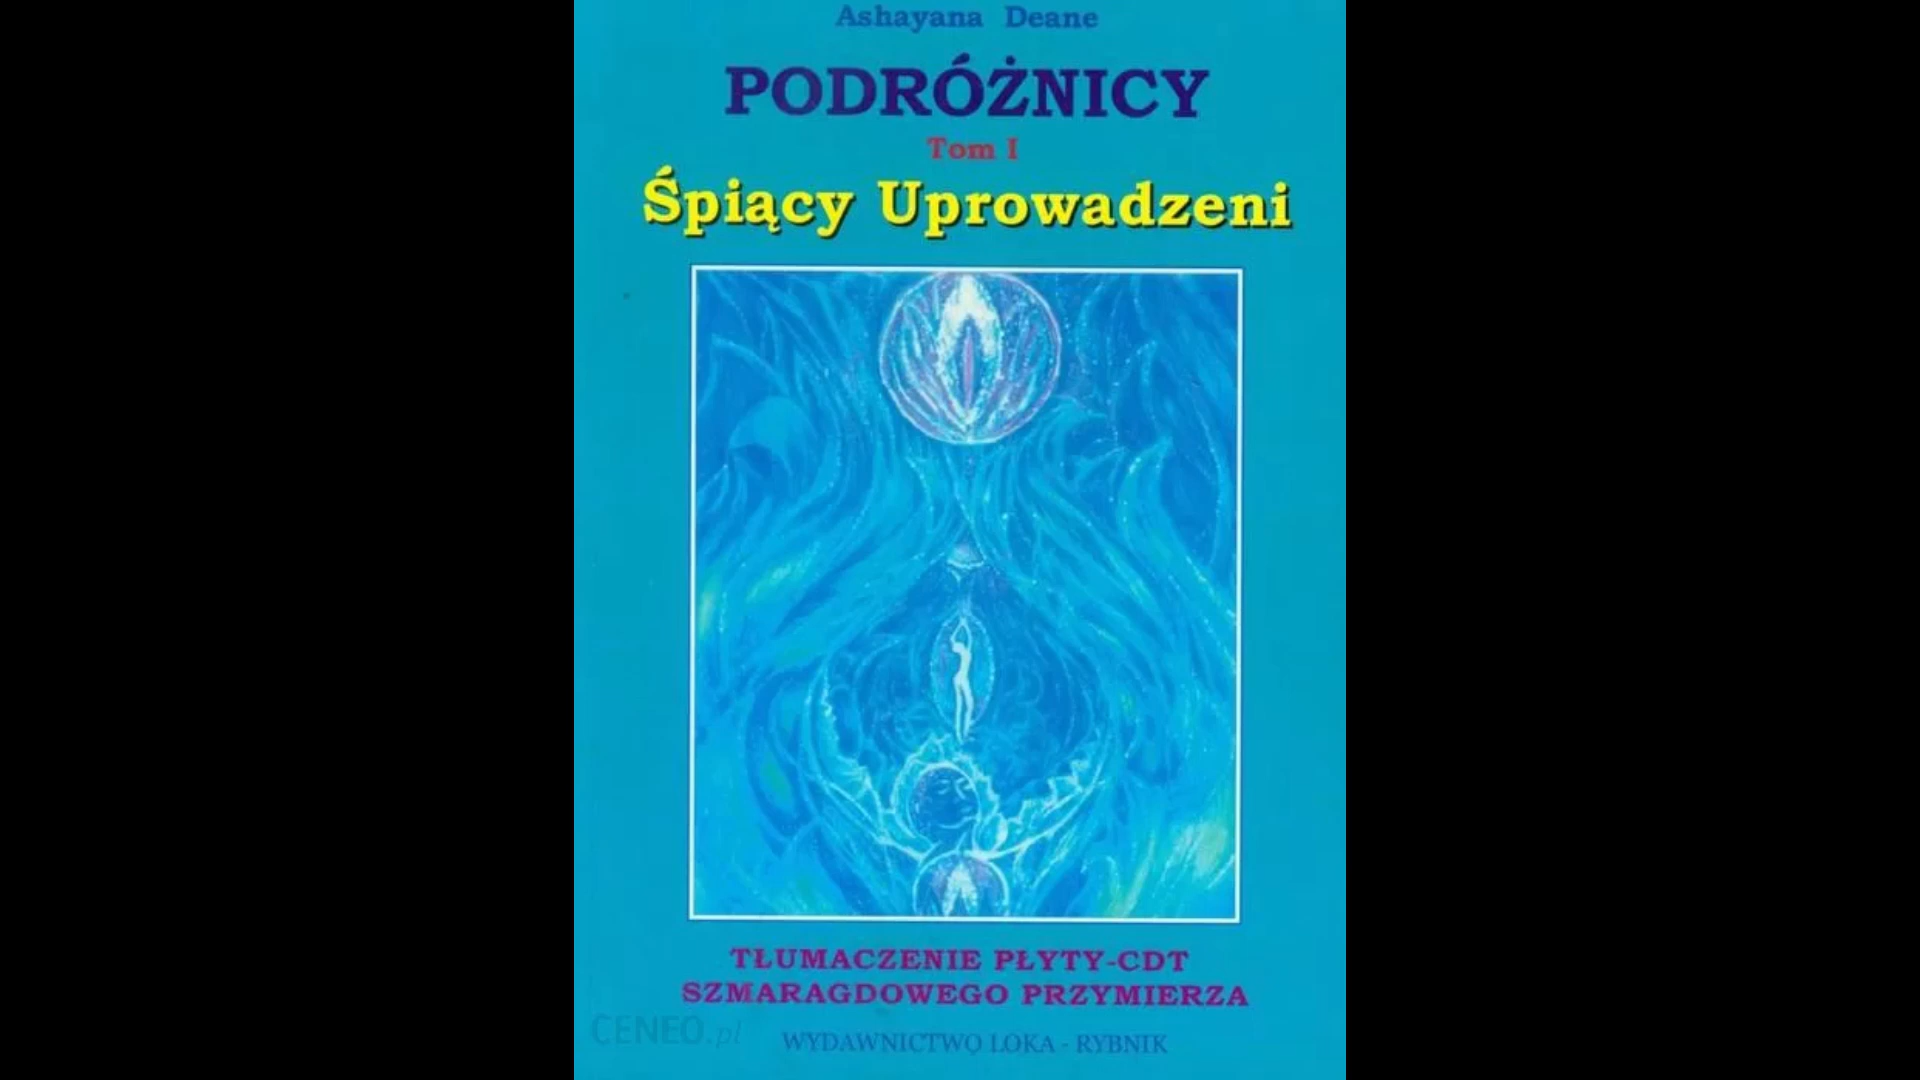 Ashayana Deane
PODRÓŻNICY
Tom I
Śpiący Uprowadzeni
TŁUMACZENIE PŁYTY-CDT
SZMARAGDOWEGO PRZYMIERZA
CENEO.pl
WYDAWNICTWO LOKA - RYBNIK